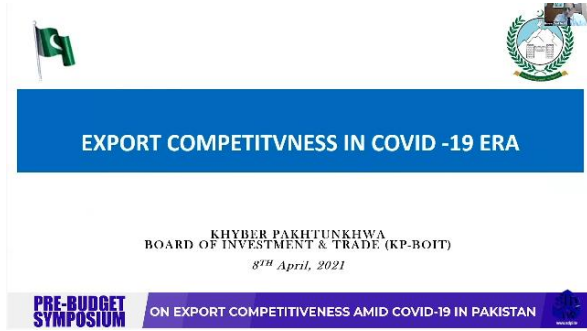 EXPORT COMPETITVNESS IN COVID -19 ERA
KHYBER PAKHTUNKHWA
BOARD OF INVESTMENT & TRADE (KP-BOIT)
8TH April, 2021
PRE-BUDGET
SYMPOSIUM
ON EXPORT COMPETITIVENESS AMID COVID-19 IN PAKISTAN